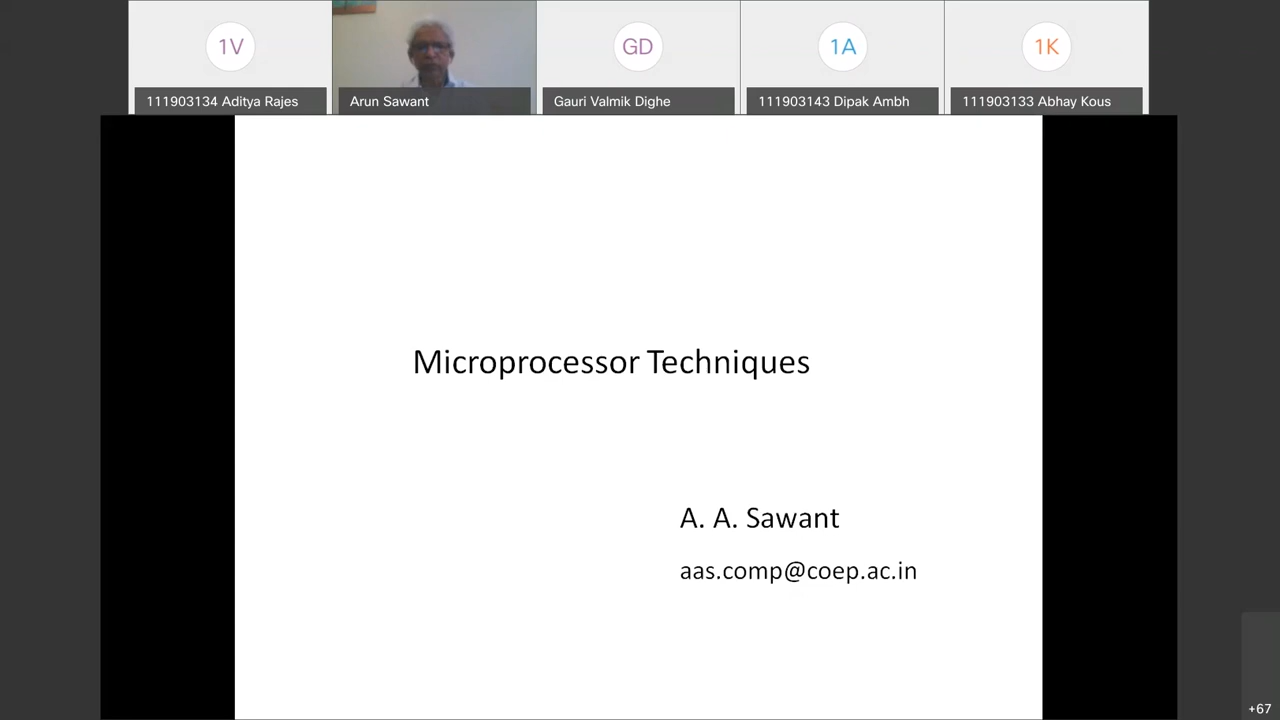 1V
GD
1A
1K
111903134 Aditya Rajes
Arun Sawant
Gauri Valmik Dighe
111903143 Dipak Ambh
111903133 Abhay Kous
Microprocessor Techniques
A. A. Sawant
aas.comp@coep.ac.in
+67